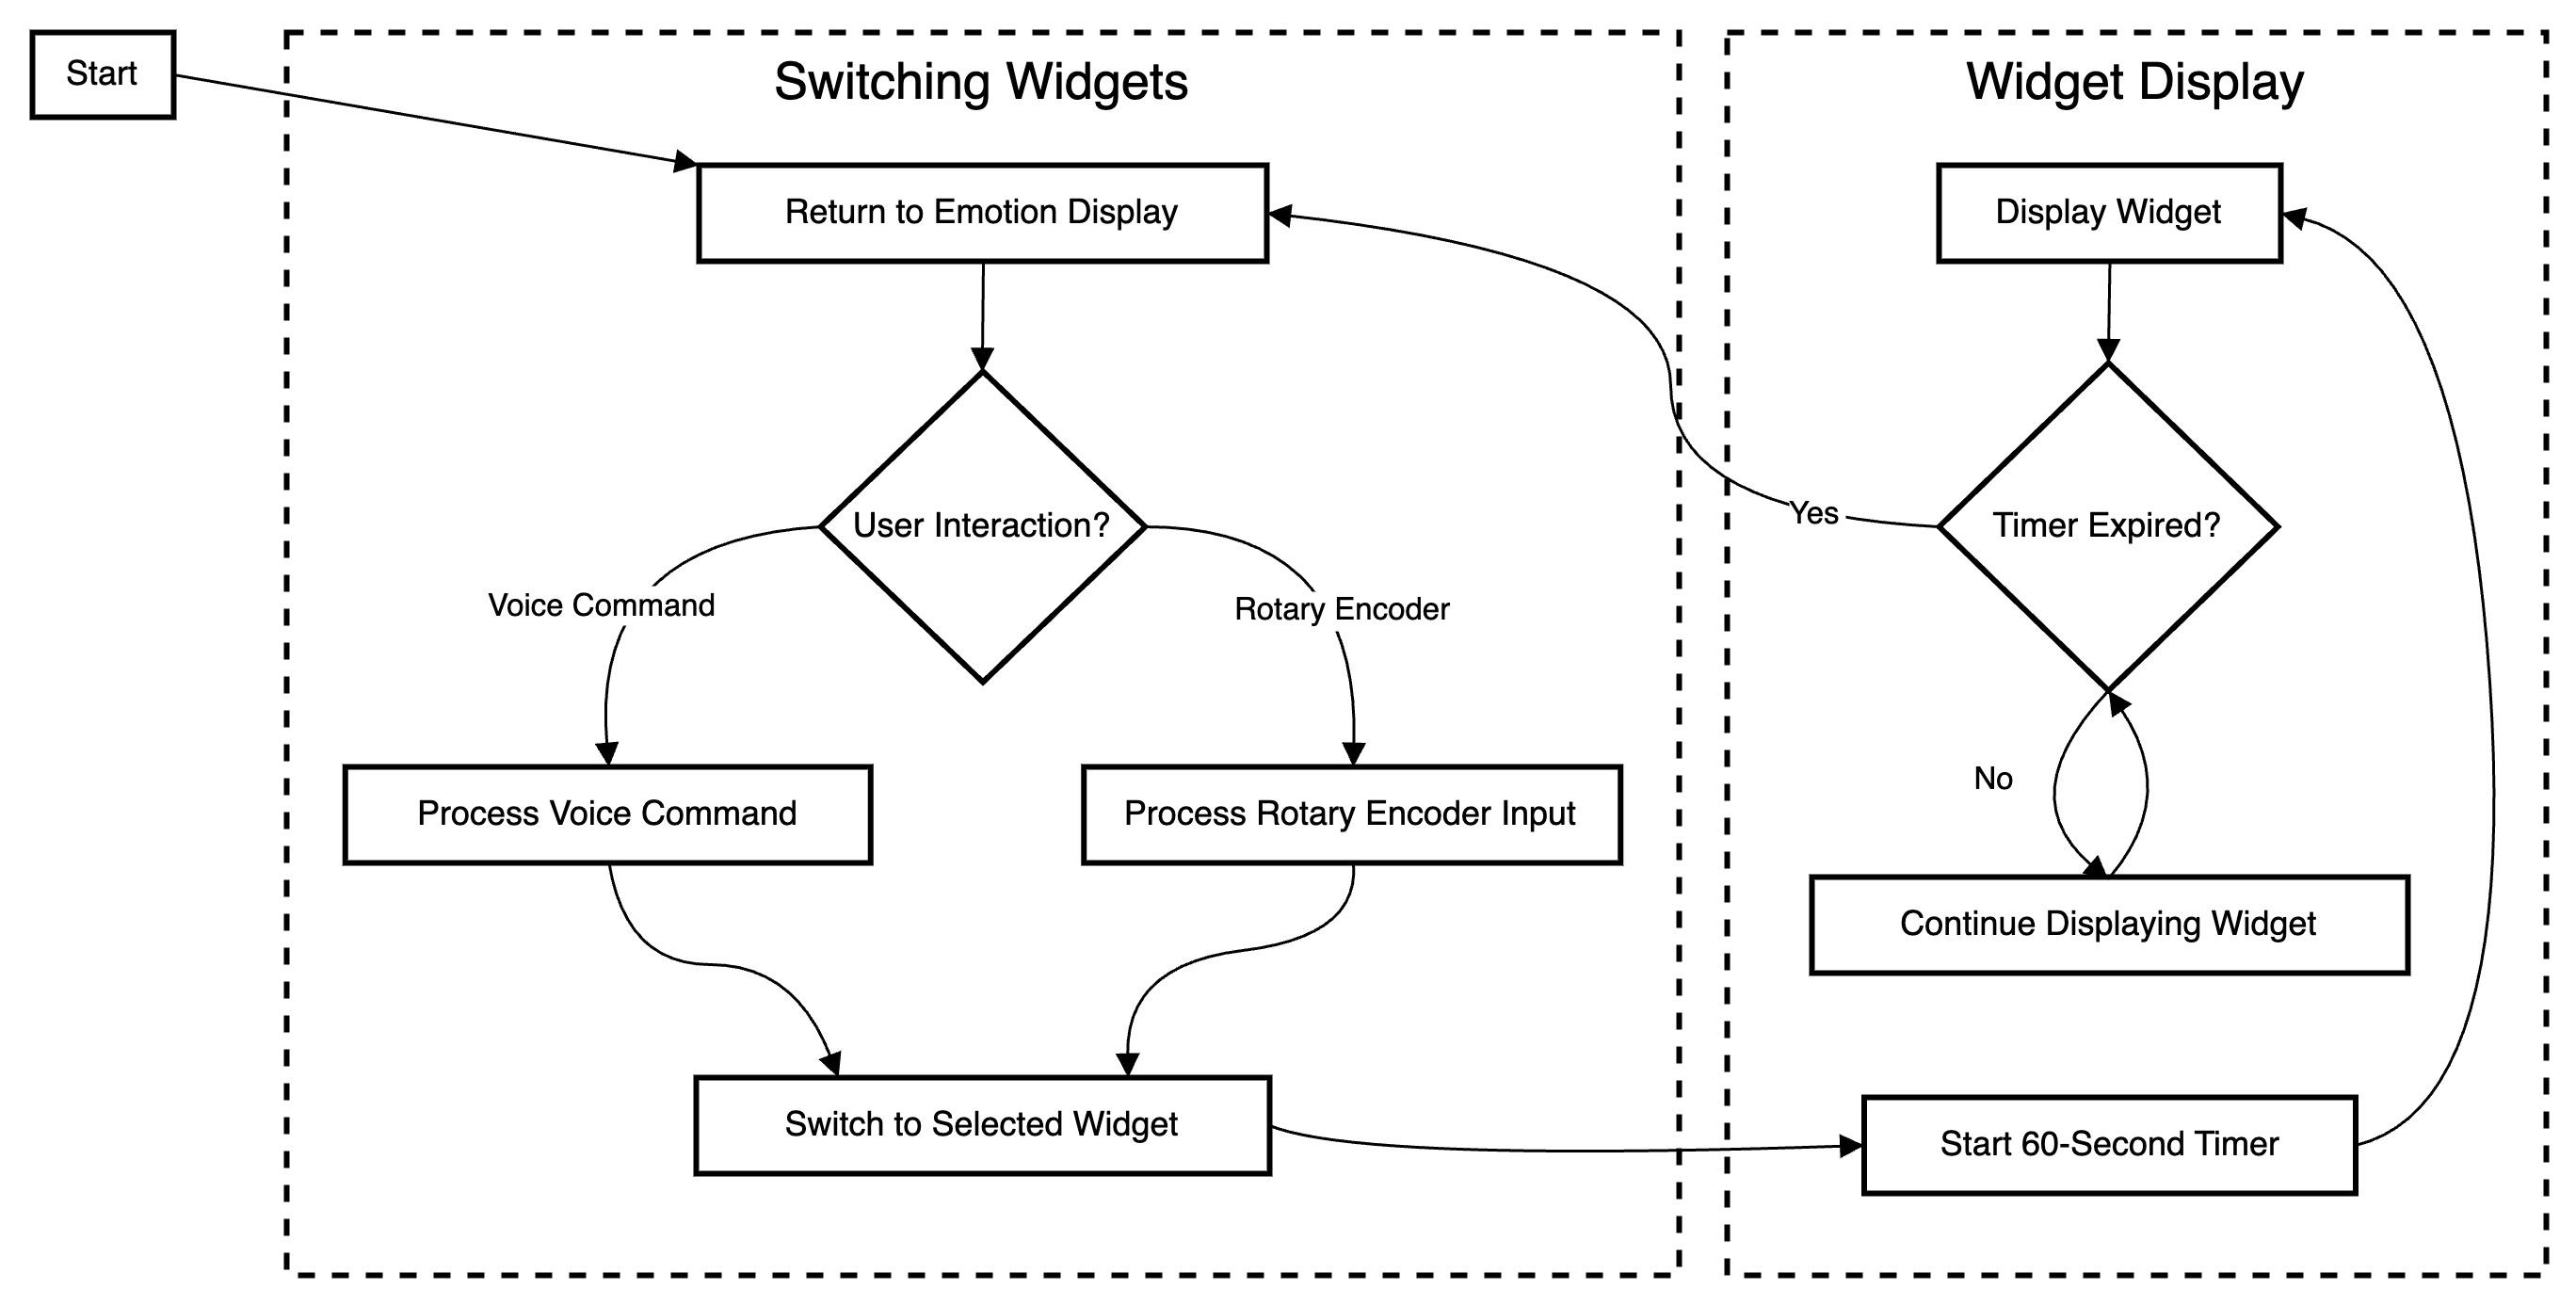 Start
Switching Widgets
Return to Emotion Display
User Interaction?
Voice Command
Rotary Encoder
Process Voice Command
Process Rotary Encoder Input
Switch to Selected Widget
Widget Display
Display Widget
Timer Expired?
Yes
No
Continue Displaying Widget
Start 60-Second Timer